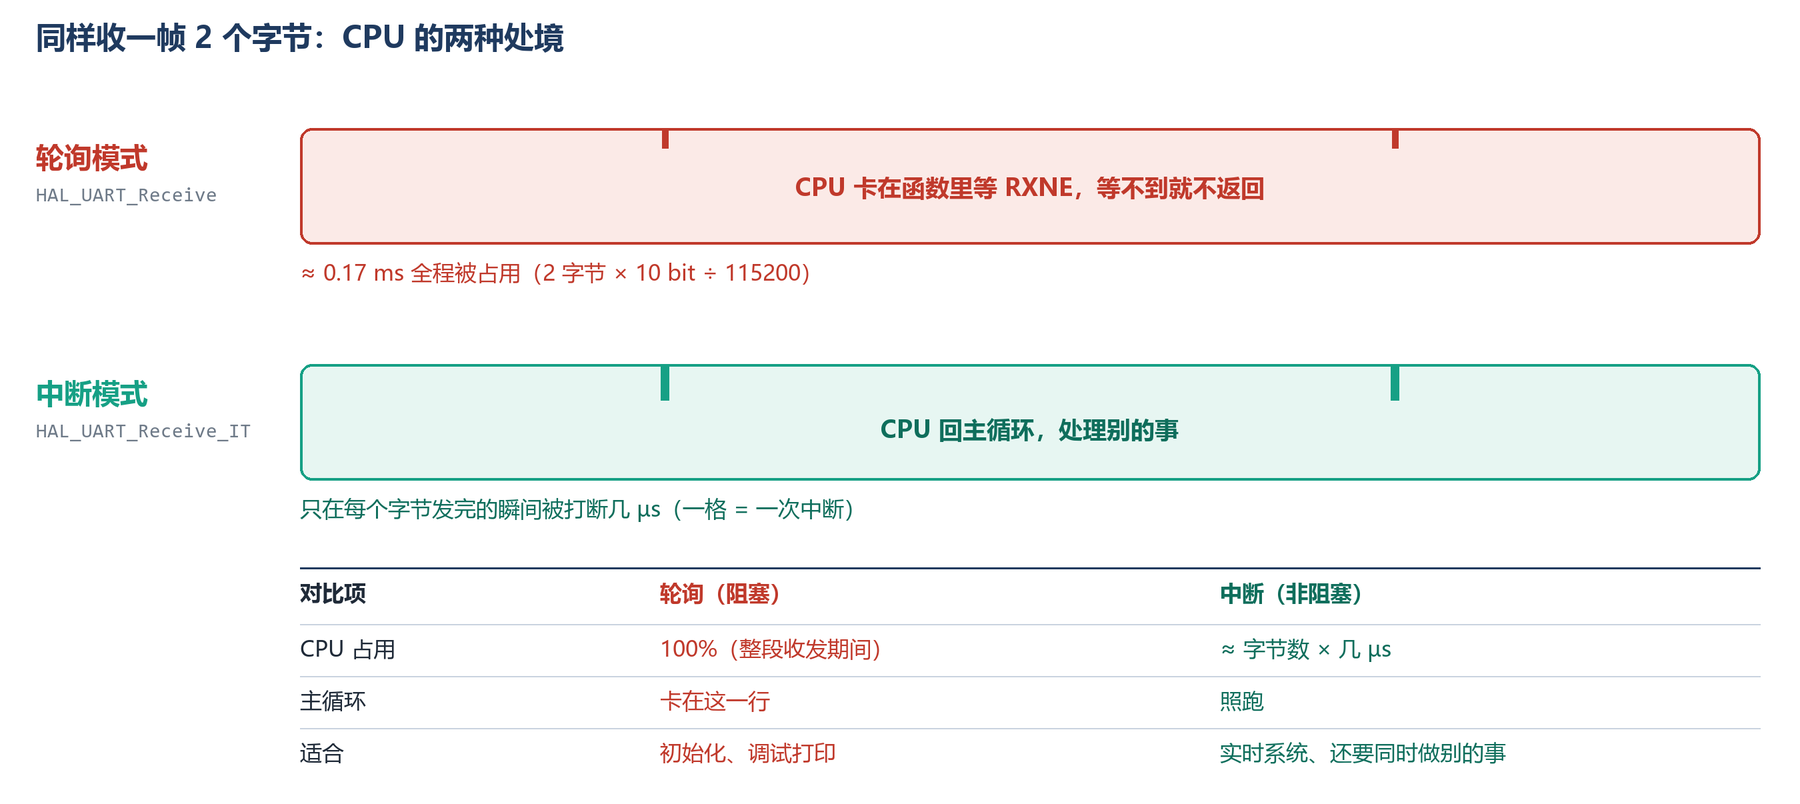 同样收一帧 2 个字节：CPU 的两种处境
轮询模式
HAL_UART_Receive
CPU 卡在函数里等 RXNE，等不到就不返回
≈ 0.17 ms 全程被占用（2 字节 × 10 bit ÷ 115200）
中断模式
HAL_UART_Receive_IT
CPU 回主循环，处理别的事
只在每个字节发完的瞬间被打断几 μs（一格 = 一次中断）
对比项 轮询（阻塞） 中断（非阻塞）
CPU 占用 100%（整段收发期间） ≈ 字节数 × 几 μs
主循环 卡在这一行 照跑
适合 初始化、调试打印 实时系统、还要同时做别的事